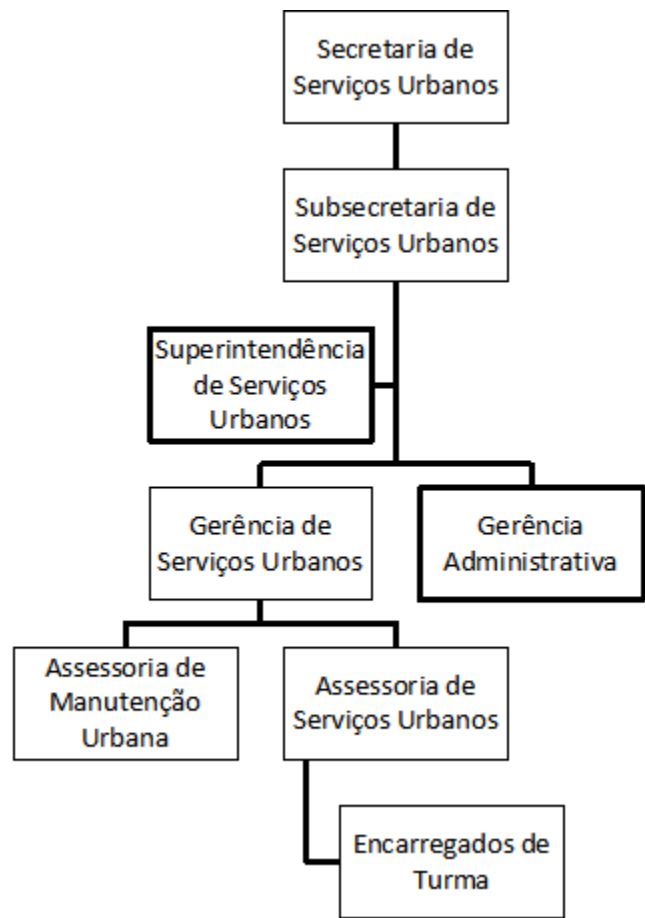 Secretaria de
Serviços Urbanos
Subsecretaria de
Serviços Urbanos
Superintendência
de Serviços
Urbanos
Gerência de
Serviços Urbanos
Gerência
Administrativa
Assessoria de
Manutenção
Urbana
Assessoria de
Serviços Urbanos
Encarregados de
Turma